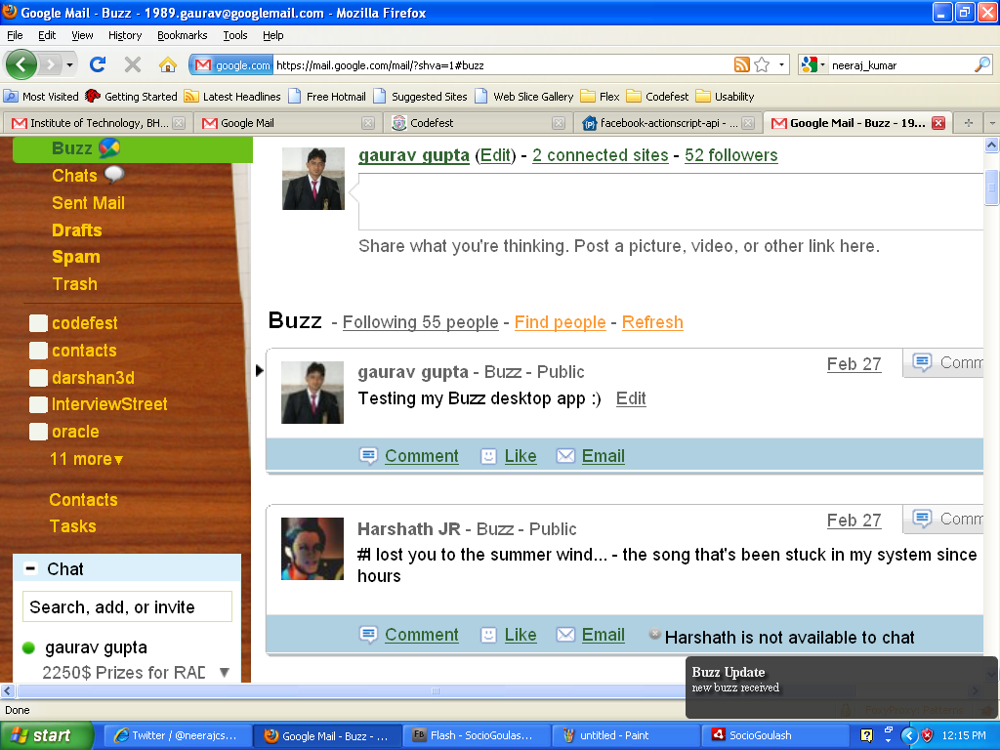 Google Mail - Buzz - 1989.gaurav@googlemail.com - Mozilla Firefox
File Edit View History Bookmarks Tools Help
google.com https://mail.google.com/mail/?shva=1#buzz neeraj_kumar
Most Visited Getting Started Latest Headlines Free Hotmail Suggested Sites Web Slice Gallery Flex Codefest Usability
Institute of Technology, BH... Google Mail Codefest facebook-actionscript-api - ... Google Mail - Buzz - 19...
Buzz
Chats
Sent Mail
Drafts
Spam
Trash
codefest
contacts
darshan3d
InterviewStreet
oracle
11 more
Contacts
Tasks
Chat
Search, add, or invite
gaurav gupta
2250$ Prizes for RAD
gaurav gupta (Edit) - 2 connected sites - 52 followers
Share what you're thinking. Post a picture, video, or other link here.
Buzz - Following 55 people - Find people - Refresh
gaurav gupta - Buzz - Public Feb 27 Comm
Testing my Buzz desktop app :) Edit
Comment Like Email
Harshath JR - Buzz - Public Feb 27 Comm
#I lost you to the summer wind... - the song that's been stuck in my system since
hours
Comment Like Email Harshath is not available to chat
Buzz Update
new buzz received
Done
start Twitter / @neerajcs... Google Mail - Buzz - ... Flash - SocioGoulas... untitled - Paint SocioGoulash 12:15 PM